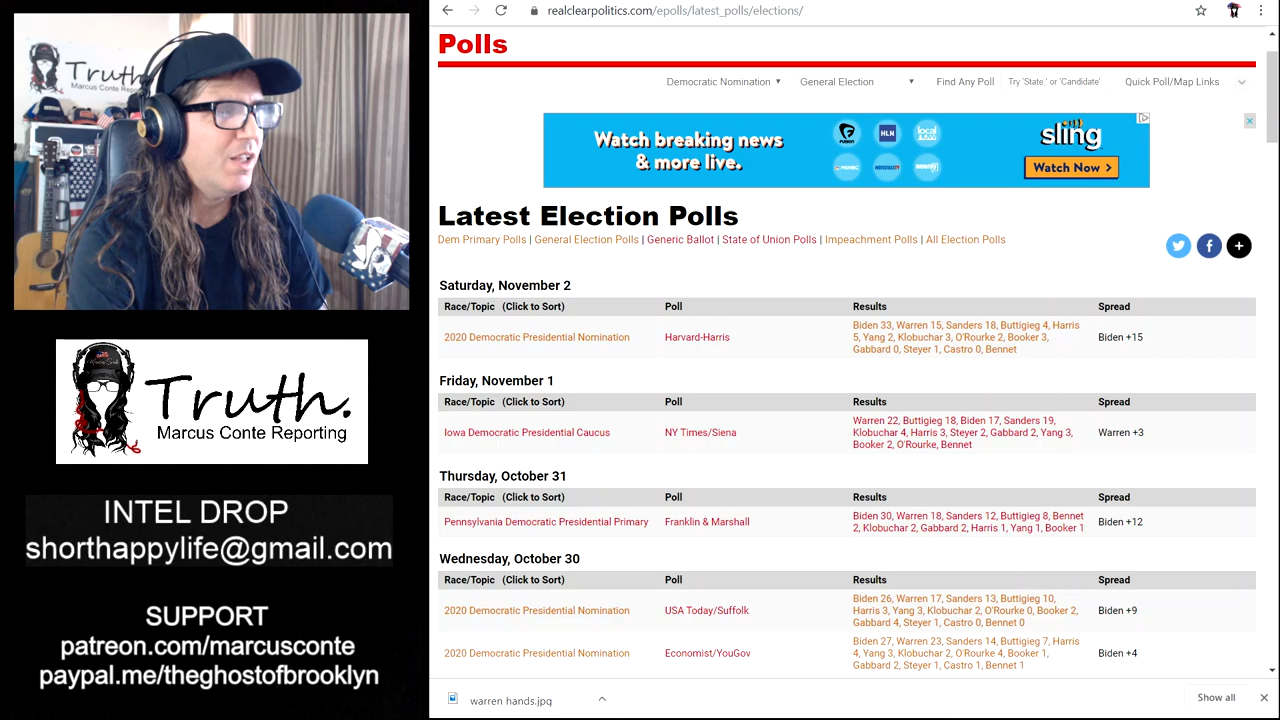 Truth.
Marcus Conte Reporting
Truth.
Marcus Conte Reporting
INTEL DROP
shorthappylife@gmail.com
SUPPORT
patreon.com/marcusconte
paypal.me/theghostofbrooklyn
realclearpolitics.com/epolls/latest_polls/elections/
Polls
Democratic Nomination General Election Find Any Poll Try 'State,' or 'Candidate' Quick Poll/Map Links
Watch breaking news
& more live.
HLN
local
sling
Watch Now >
Latest Election Polls
Dem Primary Polls | General Election Polls | Generic Ballot | State of Union Polls | Impeachment Polls | All Election Polls
Saturday, November 2
Race/Topic (Click to Sort) Poll Results Spread
2020 Democratic Presidential Nomination Harvard-Harris Biden 33, Warren 15, Sanders 18, Buttigieg 4, Harris
5, Yang 2, Klobuchar 3, O'Rourke 2, Booker 3,
Gabbard 0, Steyer 1, Castro 0, Bennet
Biden +15
Friday, November 1
Race/Topic (Click to Sort) Poll Results Spread
Iowa Democratic Presidential Caucus NY Times/Siena Warren 22, Buttigieg 18, Biden 17, Sanders 19,
Klobuchar 4, Harris 3, Steyer 2, Gabbard 2, Yang 3,
Booker 2, O'Rourke, Bennet
Warren +3
Thursday, October 31
Race/Topic (Click to Sort) Poll Results Spread
Pennsylvania Democratic Presidential Primary Franklin & Marshall Biden 30, Warren 18, Sanders 12, Buttigieg 8, Bennet
2, Klobuchar 2, Gabbard 2, Harris 1, Yang 1, Booker 1
Biden +12
Wednesday, October 30
Race/Topic (Click to Sort) Poll Results Spread
2020 Democratic Presidential Nomination USA Today/Suffolk Biden 26, Warren 17, Sanders 13, Buttigieg 10,
Harris 3, Yang 3, Klobuchar 2, O'Rourke 0, Booker 2,
Gabbard 4, Steyer 1, Castro 0, Bennet 0
Biden +9
2020 Democratic Presidential Nomination Economist/YouGov Biden 27, Warren 23, Sanders 14, Buttigieg 7, Harris
4, Yang 3, Klobuchar 2, O'Rourke 4, Booker 1,
Gabbard 2, Steyer 1, Castro 1, Bennet 1
Biden +4
warren hands.jpg
Show all